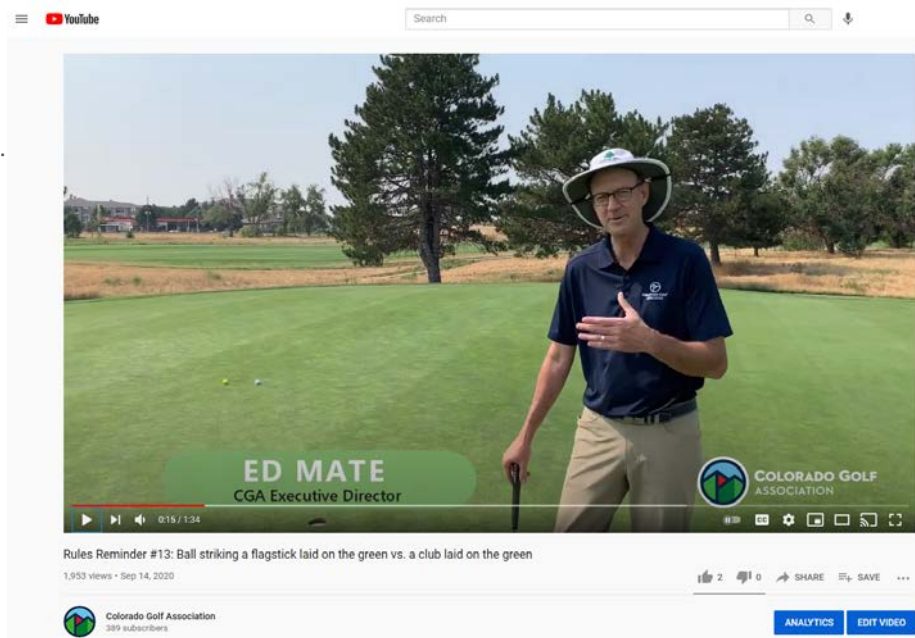 YouTube
Search
ED MATE
CGA Executive Director
COLORADO GOLF
ASSOCIATION
0:15 / 1:34
CC
Rules Reminder #13: Ball striking a flagstick laid on the green vs. a club laid on the green
1,953 views • Sep 14, 2020
2
0
SHARE
SAVE
Colorado Golf Association
389 subscribers
ANALYTICS
EDIT VIDEO